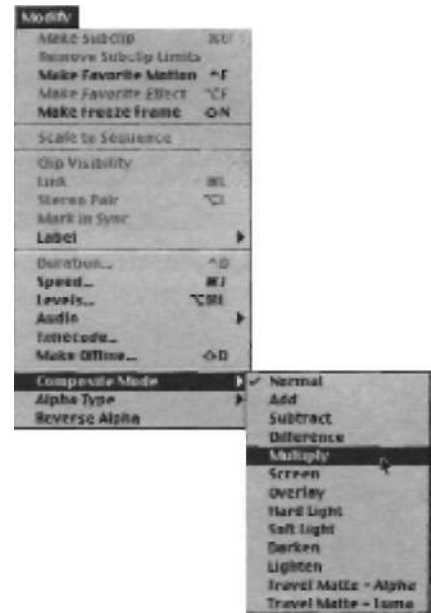 Modify
Make Subclip ⌘U
Remove Subclip Limits
Make Favorite Motion ^F
Make Favorite Effect ⌥F
Make Freeze Frame ⇧N
Scale to Sequence
Clip Visibility
Link ⌘L
Stereo Pair ⌥L
Mark in Sync
Label
Duration... ^D
Speed... ⌘J
Levels... ⌥⌘L
Audio
Timecode...
Make Offline... ⇧D
Composite Mode
Alpha Type
Reverse Alpha
✓ Normal
Add
Subtract
Difference
Multiply
Screen
Overlay
Hard Light
Soft Light
Darken
Lighten
Travel Matte - Alpha
Travel Matte - Luma